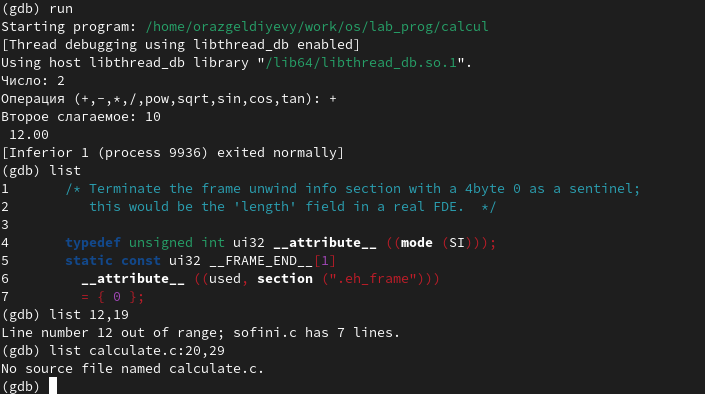 (gdb) run
Starting program: /home/orazgeldiyevy/work/os/lab_prog/calcul
[Thread debugging using libthread_db enabled]
Using host libthread_db library "/lib64/libthread_db.so.1".
Число: 2
Операция (+,-,*,/,pow,sqrt,sin,cos,tan): +
Второе слагаемое: 10
 12.00
[Inferior 1 (process 9936) exited normally]
(gdb) list
1       /* Terminate the frame unwind info section with a 4byte 0 as a sentinel;
2          this would be the 'length' field in a real FDE.  */
3
4       typedef unsigned int ui32 __attribute__ ((mode (SI)));
5       static const ui32 __FRAME_END__[1]
6         __attribute__ ((used, section (".eh_frame")))
7         = { 0 };
(gdb) list 12,19
Line number 12 out of range; sofini.c has 7 lines.
(gdb) list calculate.c:20,29
No source file named calculate.c.
(gdb)